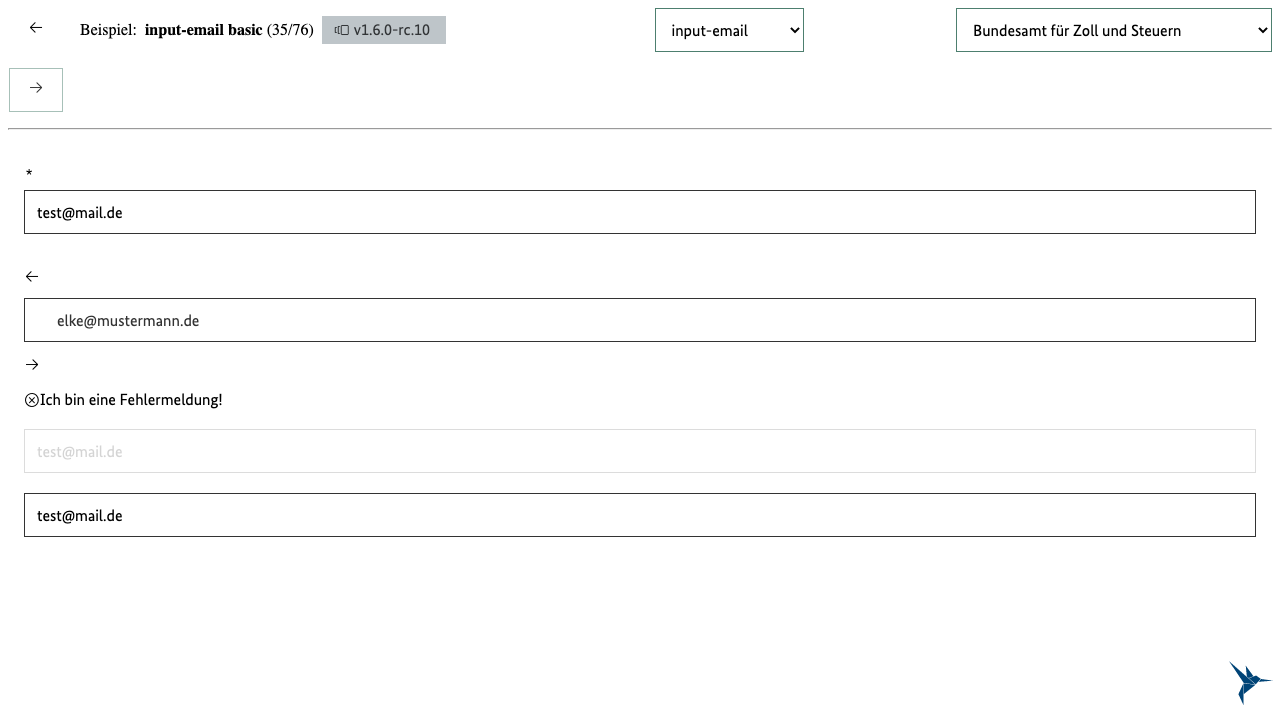 Beispiel: input-email basic (35/76) v1.6.0-rc.10 input-email Bundesamt für Zoll und Steuern
*
test@mail.de
elke@mustermann.de
Ich bin eine Fehlermeldung!
test@mail.de
test@mail.de